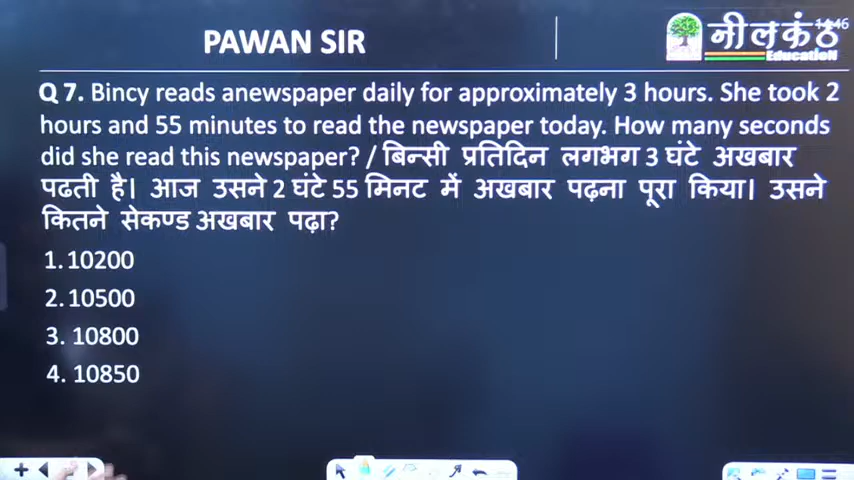 PAWAN SIR
नीलकंठ
EducatioN
Q 7. Bincy reads anewspaper daily for approximately 3 hours. She took 2
hours and 55 minutes to read the newspaper today. How many seconds
did she read this newspaper? / बिन्सी प्रतिदिन लगभग 3 घंटे अखबार
पढती है। आज उसने 2 घंटे 55 मिनट में अखबार पढ़ना पूरा किया। उसने
कितने सेकण्ड अखबार पढ़ा?
1. 10200
2. 10500
3. 10800
4. 10850